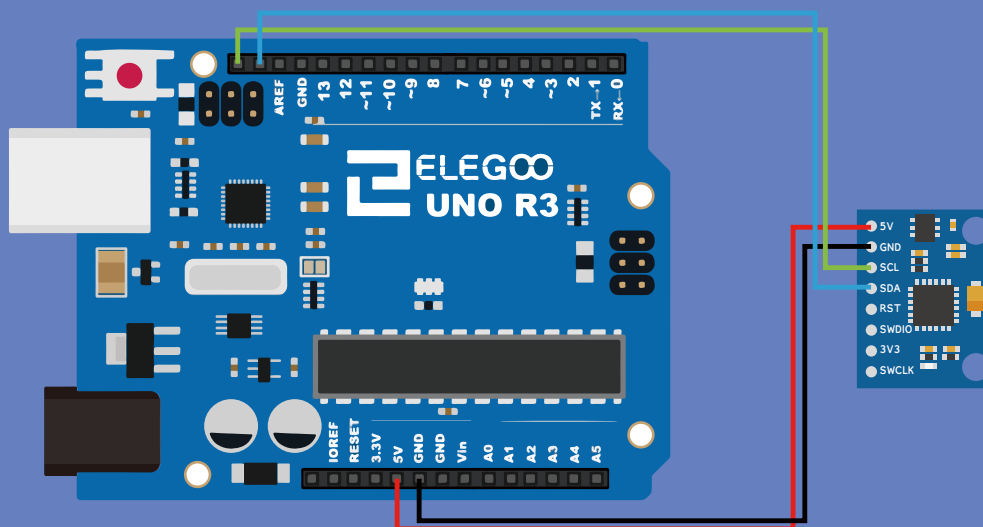 AREF GND 13 12 ~11 ~10 ~9 8 7 ~6 ~5 4 ~3 2 TX→1 RX←0
ELEGOO
UNO R3
IOREF RESET 3.3V 5V GND GND Vin A0 A1 A2 A3 A4 A5
5V
GND
SCL
SDA
RST
SWDIO
3V3
SWCLK